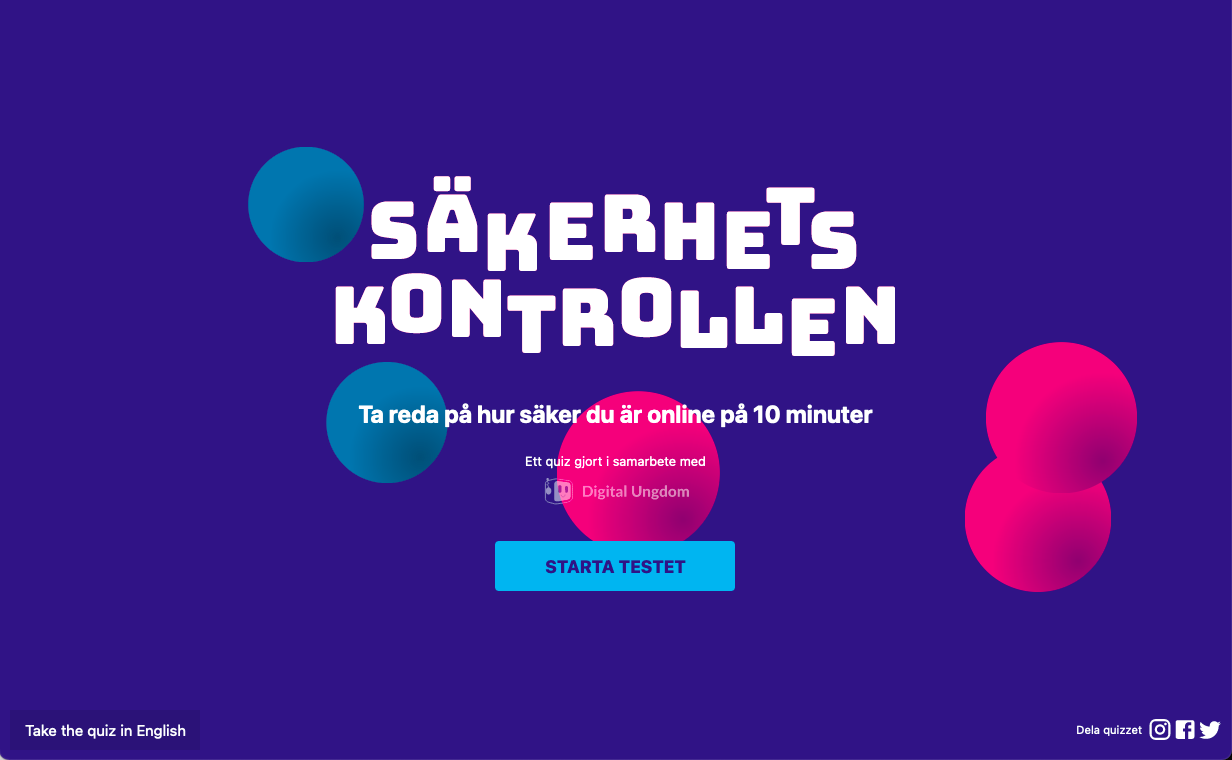 SÄKERHETS
KONTROLLEN
Ta reda på hur säker du är online på 10 minuter
Ett quiz gjort i samarbete med
Digital Ungdom
STARTA TESTET
Take the quiz in English
Dela quizzet